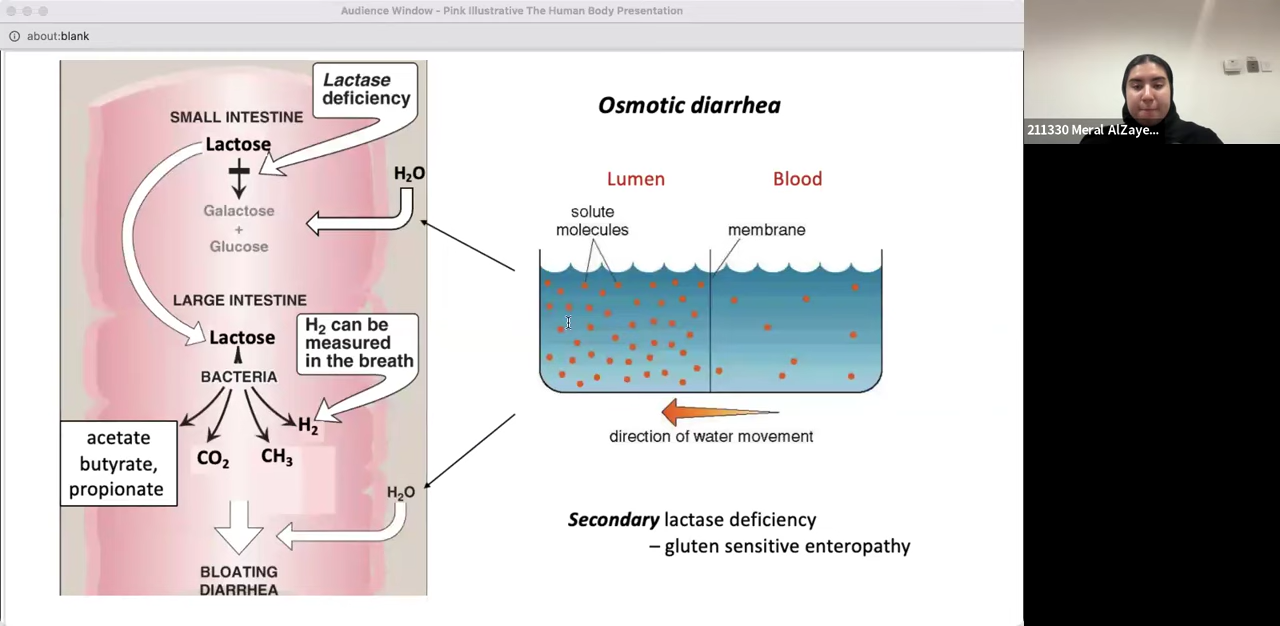 Audience Window - Pink Illustrative The Human Body Presentation
about:blank
Lactase
deficiency
SMALL INTESTINE
Lactose
H₂O
Galactose
+
Glucose
LARGE INTESTINE
Lactose
H₂ can be
measured
in the breath
BACTERIA
H₂
acetate
butyrate,
propionate
CO₂
CH₃
H₂O
BLOATING
DIARRHEA
Osmotic diarrhea
Lumen
Blood
solute
molecules
membrane
direction of water movement
Secondary lactase deficiency
– gluten sensitive enteropathy
211330 Meral AlZaye...